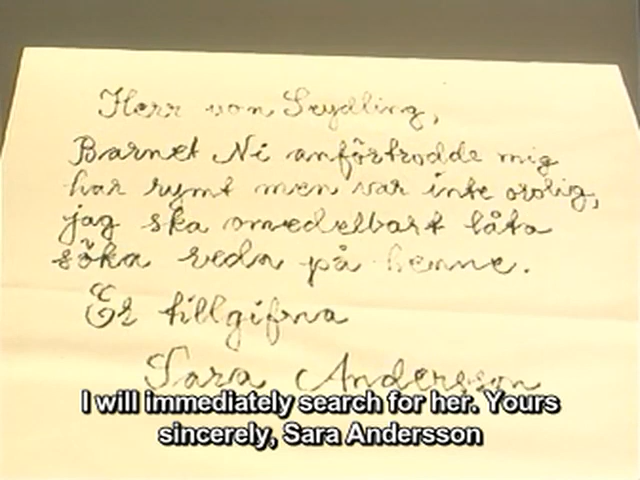 Herr von Seydling,
Barnet Ni anförtrodde mig
har rymt men var inte orolig,
jag ska omedelbart låta
söka reda på henne.
Er tillgifna
Sara Andersson
I will immediately search for her. Yours
sincerely, Sara Andersson